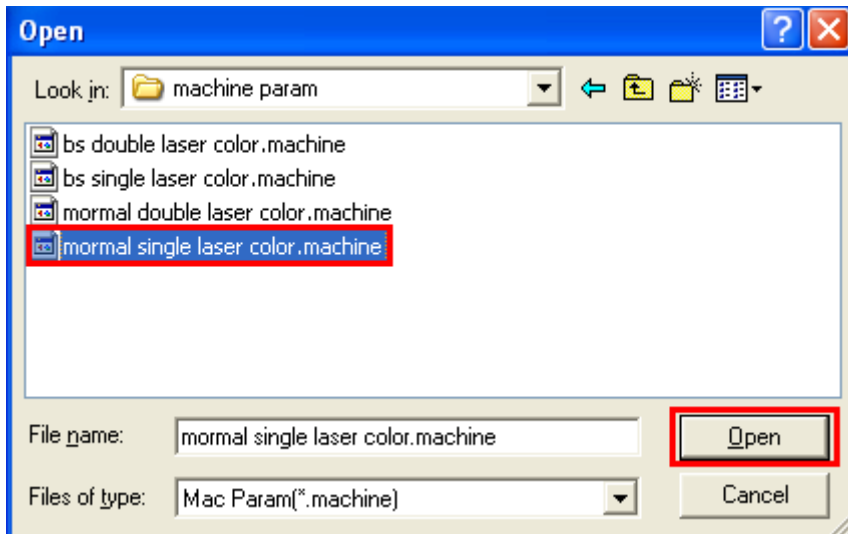 Open
Look in: machine param
bs double laser color.machine
bs single laser color.machine
mormal double laser color.machine
mormal single laser color.machine
File name: mormal single laser color.machine Open
Files of type: Mac Param(*.machine) Cancel